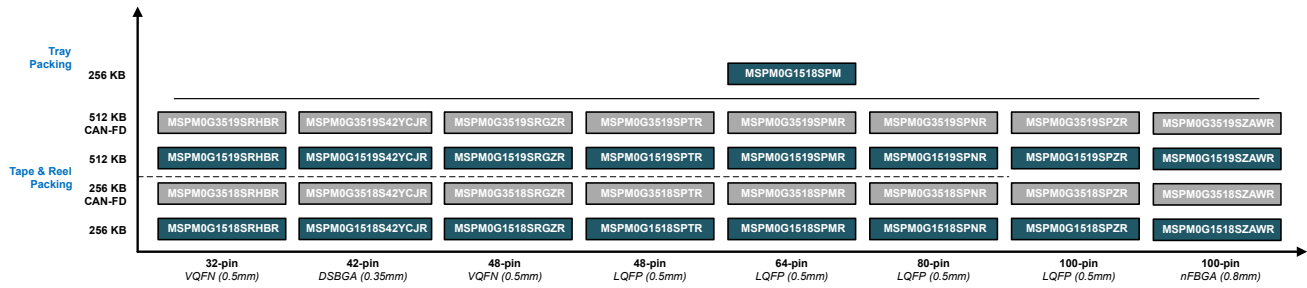 Tray
Packing
256 KB
MSPM0G1518SPM
512 KB
CAN-FD
MSPM0G3519SRHBR
MSPM0G3519S42YCJR
MSPM0G3519SRGZR
MSPM0G3519SPTR
MSPM0G3519SPMR
MSPM0G3519SPNR
MSPM0G3519SPZR
MSPM0G3519SZAWR
Tape & Reel
Packing
512 KB
MSPM0G1519SRHBR
MSPM0G1519S42YCJR
MSPM0G1519SRGZR
MSPM0G1519SPTR
MSPM0G1519SPMR
MSPM0G1519SPNR
MSPM0G1519SPZR
MSPM0G1519SZAWR
256 KB
CAN-FD
MSPM0G3518SRHBR
MSPM0G3518S42YCJR
MSPM0G3518SRGZR
MSPM0G3518SPTR
MSPM0G3518SPMR
MSPM0G3518SPNR
MSPM0G3518SPZR
MSPM0G3518SZAWR
256 KB
MSPM0G1518SRHBR
MSPM0G1518S42YCJR
MSPM0G1518SRGZR
MSPM0G1518SPTR
MSPM0G1518SPMR
MSPM0G1518SPNR
MSPM0G1518SPZR
MSPM0G1518SZAWR
32-pin
VQFN (0.5mm)
42-pin
DSBGA (0.35mm)
48-pin
VQFN (0.5mm)
48-pin
LQFP (0.5mm)
64-pin
LQFP (0.5mm)
80-pin
LQFP (0.5mm)
100-pin
LQFP (0.5mm)
100-pin
nFBGA (0.8mm)